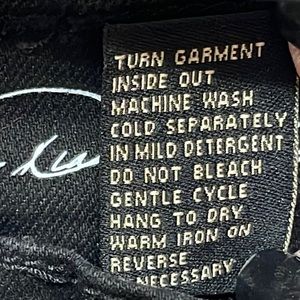 TURN GARMENT
INSIDE OUT
MACHINE WASH
COLD SEPARATELY
IN MILD DETERGENT
DO NOT BLEACH
GENTLE CYCLE
HANG TO DRY
WARM IRON ON
REVERSE
NECESSARY